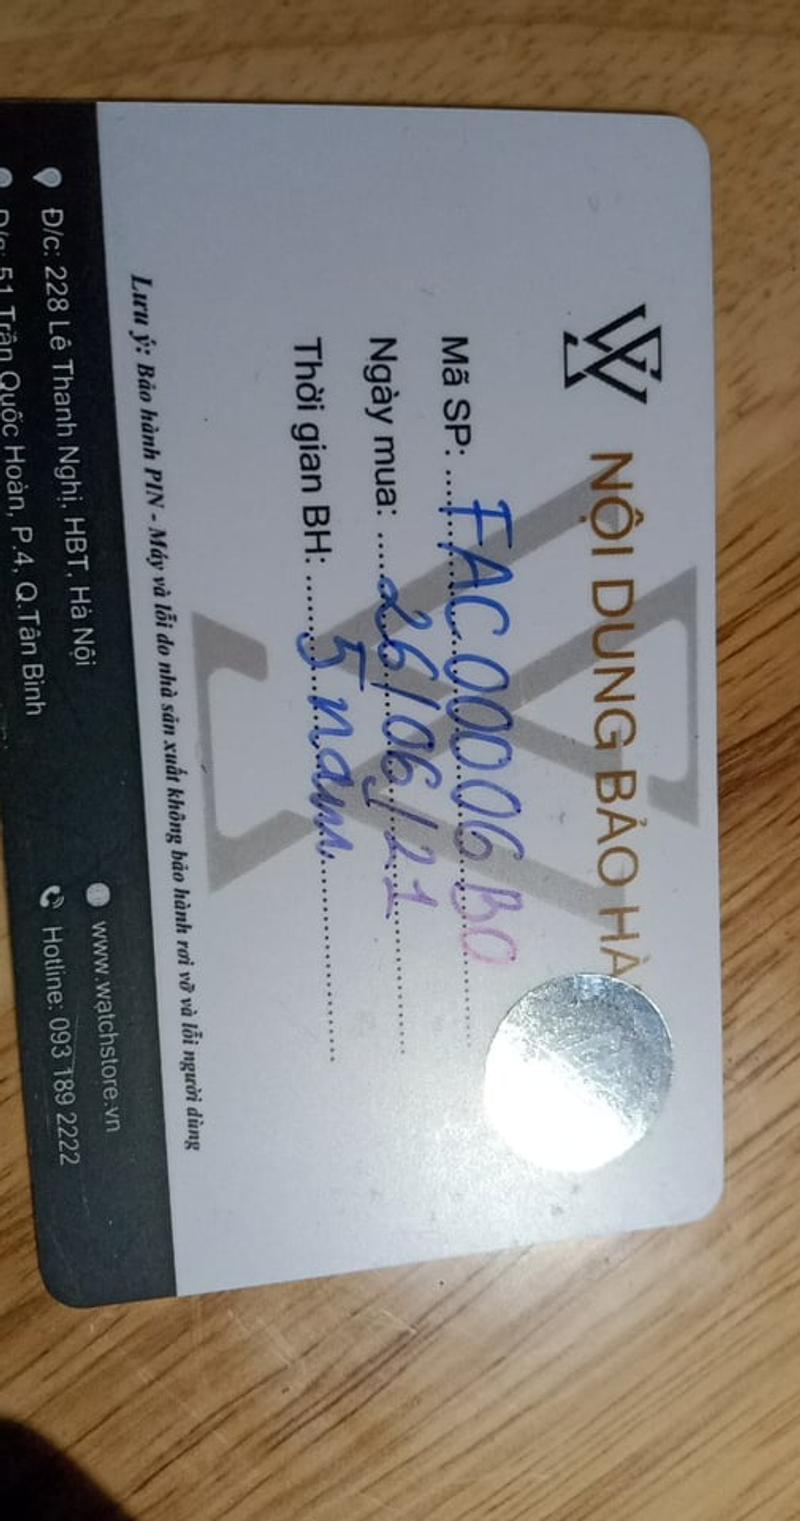 NỘI DUNG BẢO HÀ
Mã SP: FAC00006B0
Ngày mua: 26/06/21
Thời gian BH: 5 năm
Lưu ý: Bảo hành PIN - Máy và lỗi do nhà sản xuất không bảo hành rơi vỡ và lỗi người dùng
Đ/c: 228 Lê Thanh Nghị, HBT, Hà Nội
www.watchstore.vn
Đ/c: 51 Trần Quốc Hoàn, P.4, Q.Tân Bình
Hotline: 093 189 2222